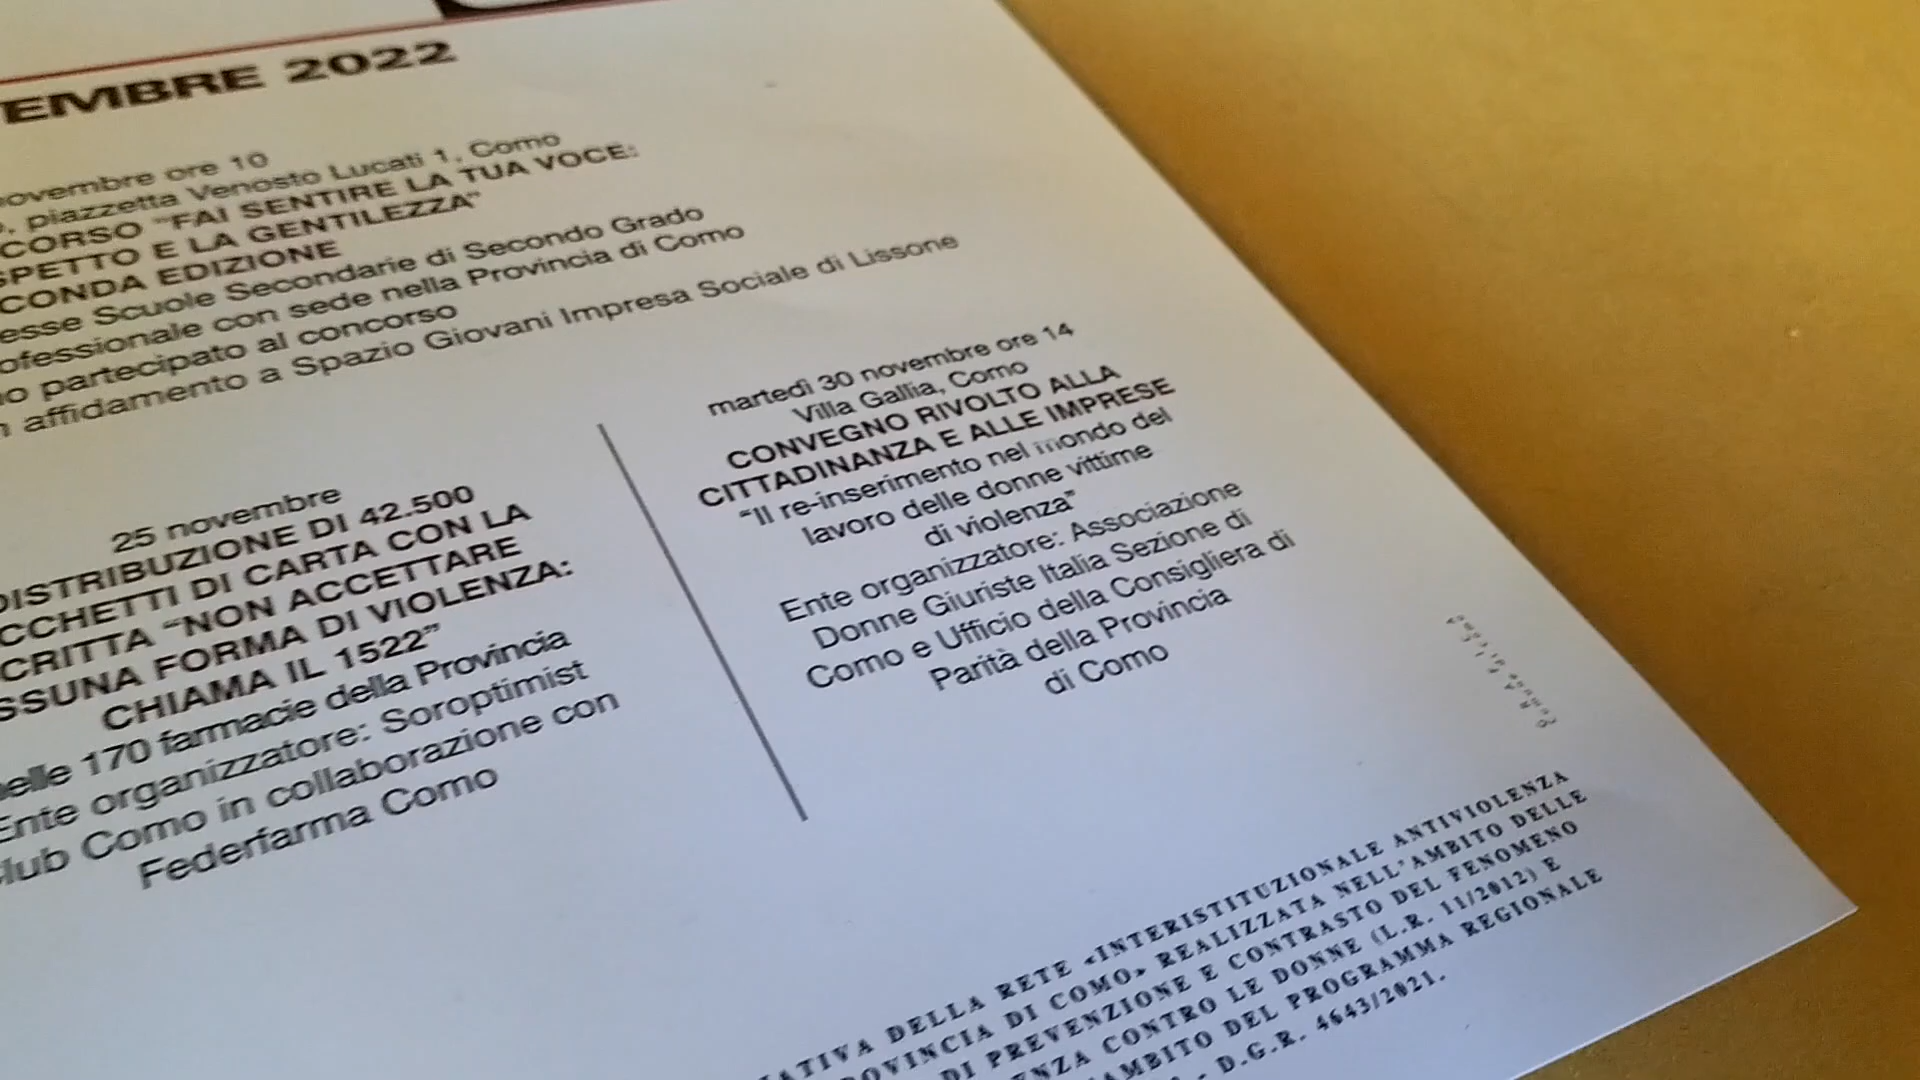 EMBRE 2022
novembre ore 10
piazzetta Venosto Lucati 1, Como
CORSO "FAI SENTIRE LA TUA VOCE:
SPETTO E LA GENTILEZZA"
CONDA EDIZIONE
esse Scuole Secondarie di Secondo Grado
ofessionale con sede nella Provincia di Como
no partecipato al concorso
n affidamento a Spazio Giovani Impresa Sociale di Lissone
25 novembre
DISTRIBUZIONE DI 42.500
CCHETTI DI CARTA CON LA
CRITTA "NON ACCETTARE
SSUNA FORMA DI VIOLENZA:
CHIAMA IL 1522"
nelle 170 farmacie della Provincia
Ente organizzatore: Soroptimist
Club Como in collaborazione con
Federfarma Como
martedì 30 novembre ore 14
Villa Gallia, Como
CONVEGNO RIVOLTO ALLA
CITTADINANZA E ALLE IMPRESE
"Il re-inserimento nel mondo del
lavoro delle donne vittime
di violenza"
Ente organizzatore: Associazione
Donne Giuriste Italia Sezione di
Como e Ufficio della Consigliera di
Parità della Provincia
di Como
IATIVA DELLA RETE «INTERISTITUZIONALE ANTIVIOLENZA
ROVINCIA DI COMO» REALIZZATA NELL'AMBITO DELLE
DI PREVENZIONE E CONTRASTO DEL FENOMENO
ENZA CONTRO LE DONNE (L.R. 11/2012) E
AMBITO DEL PROGRAMMA REGIONALE
- D.G.R. 4643/2021.